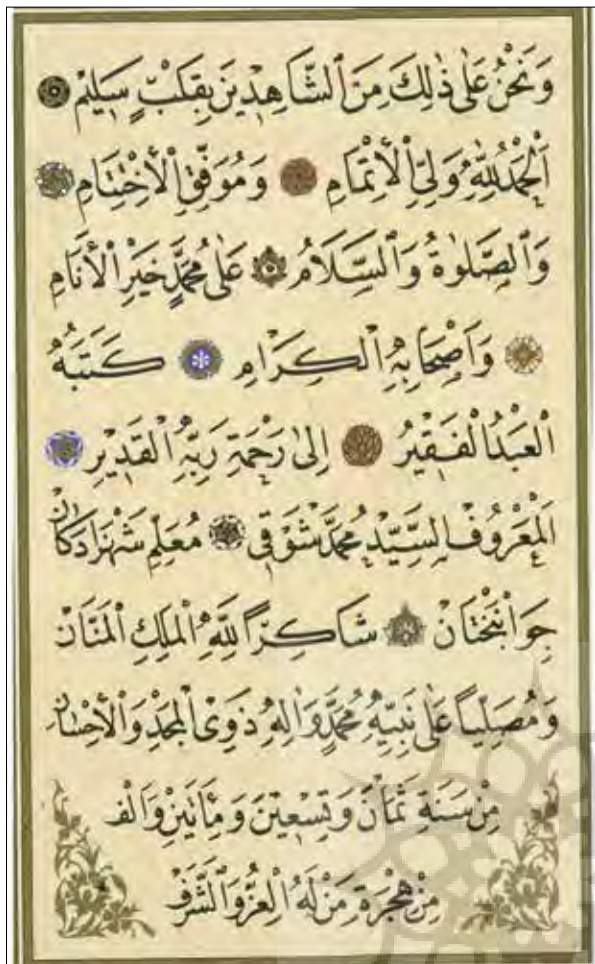 وَنَحْنُ عَلٰى ذٰلِكَ مِنَ الشَّاهِدِينَ بِقَلْبٍ سَلِيمٍ
اَلْحَمْدُ لِلّٰهِ وَلِيِّ الْاِتْمَامِ وَمُوَفِّقِ الْاِخْتِتَامِ
وَالصَّلٰوةُ وَالسَّلَامُ عَلٰى مُحَمَّدٍ خَيْرِ الْاَنَامِ
وَاَصْحَابِهِ الْكِرَامِ كَتَبَهُ
الْعَبْدُ الْفَقِيرُ اِلٰى رَحْمَةِ رَبِّهِ الْقَدِيرِ
الْمَعْرُوفُ السَّيِّدْ مُحَمَّدْ شَوْقِي مُعَلِّمِ شَهْزَادَكَانِ
جِوَانْبَخْتَانْ شَاكِرًا لِلّٰهِ الْمَلِكِ الْمَنَّانْ
وَمُصَلِّيًا عَلٰى نَبِيِّهِ مُحَمَّدٍ وَاٰلِهِ ذَوِى الْمَجْدِ وَالْاِحْسَانِ
مِنْ سَنَةِ ثَمَانٍ وَتِسْعِينَ وَمِأَتَيْنِ وَاَلْفٍ
مِنْ هِجْرَةِ مَنْ لَهُ الْعِزُّ وَالشَّرَفُ